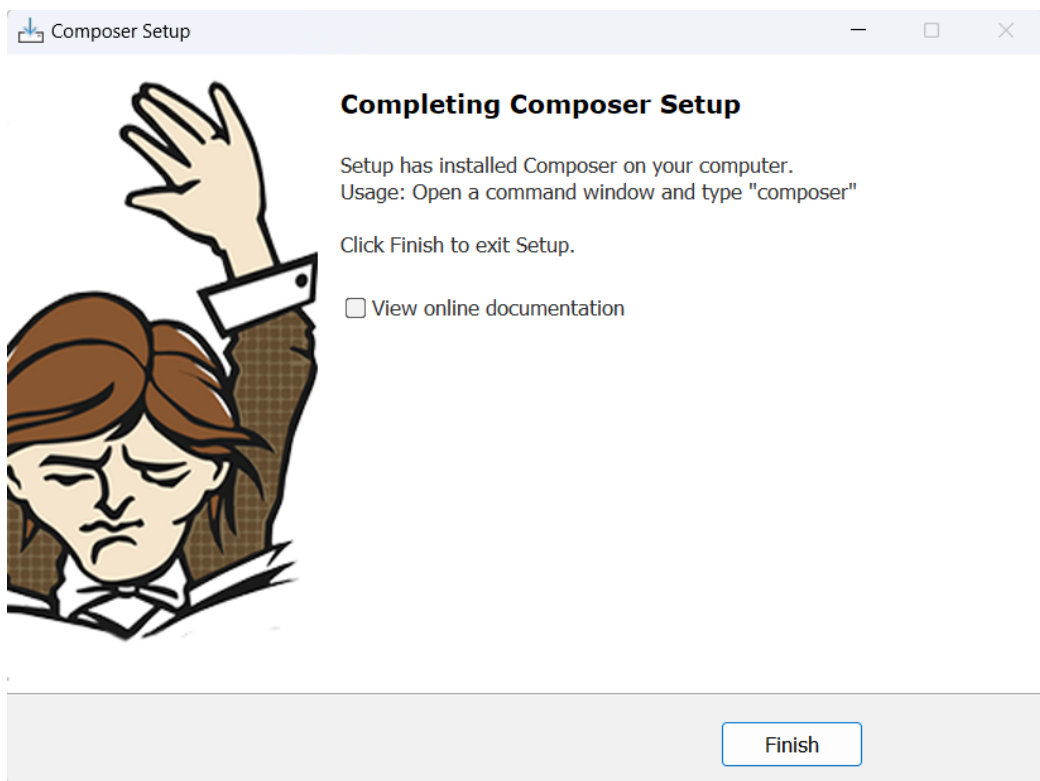 Composer Setup
Completing Composer Setup
Setup has installed Composer on your computer.
Usage: Open a command window and type "composer"
Click Finish to exit Setup.
View online documentation
Finish